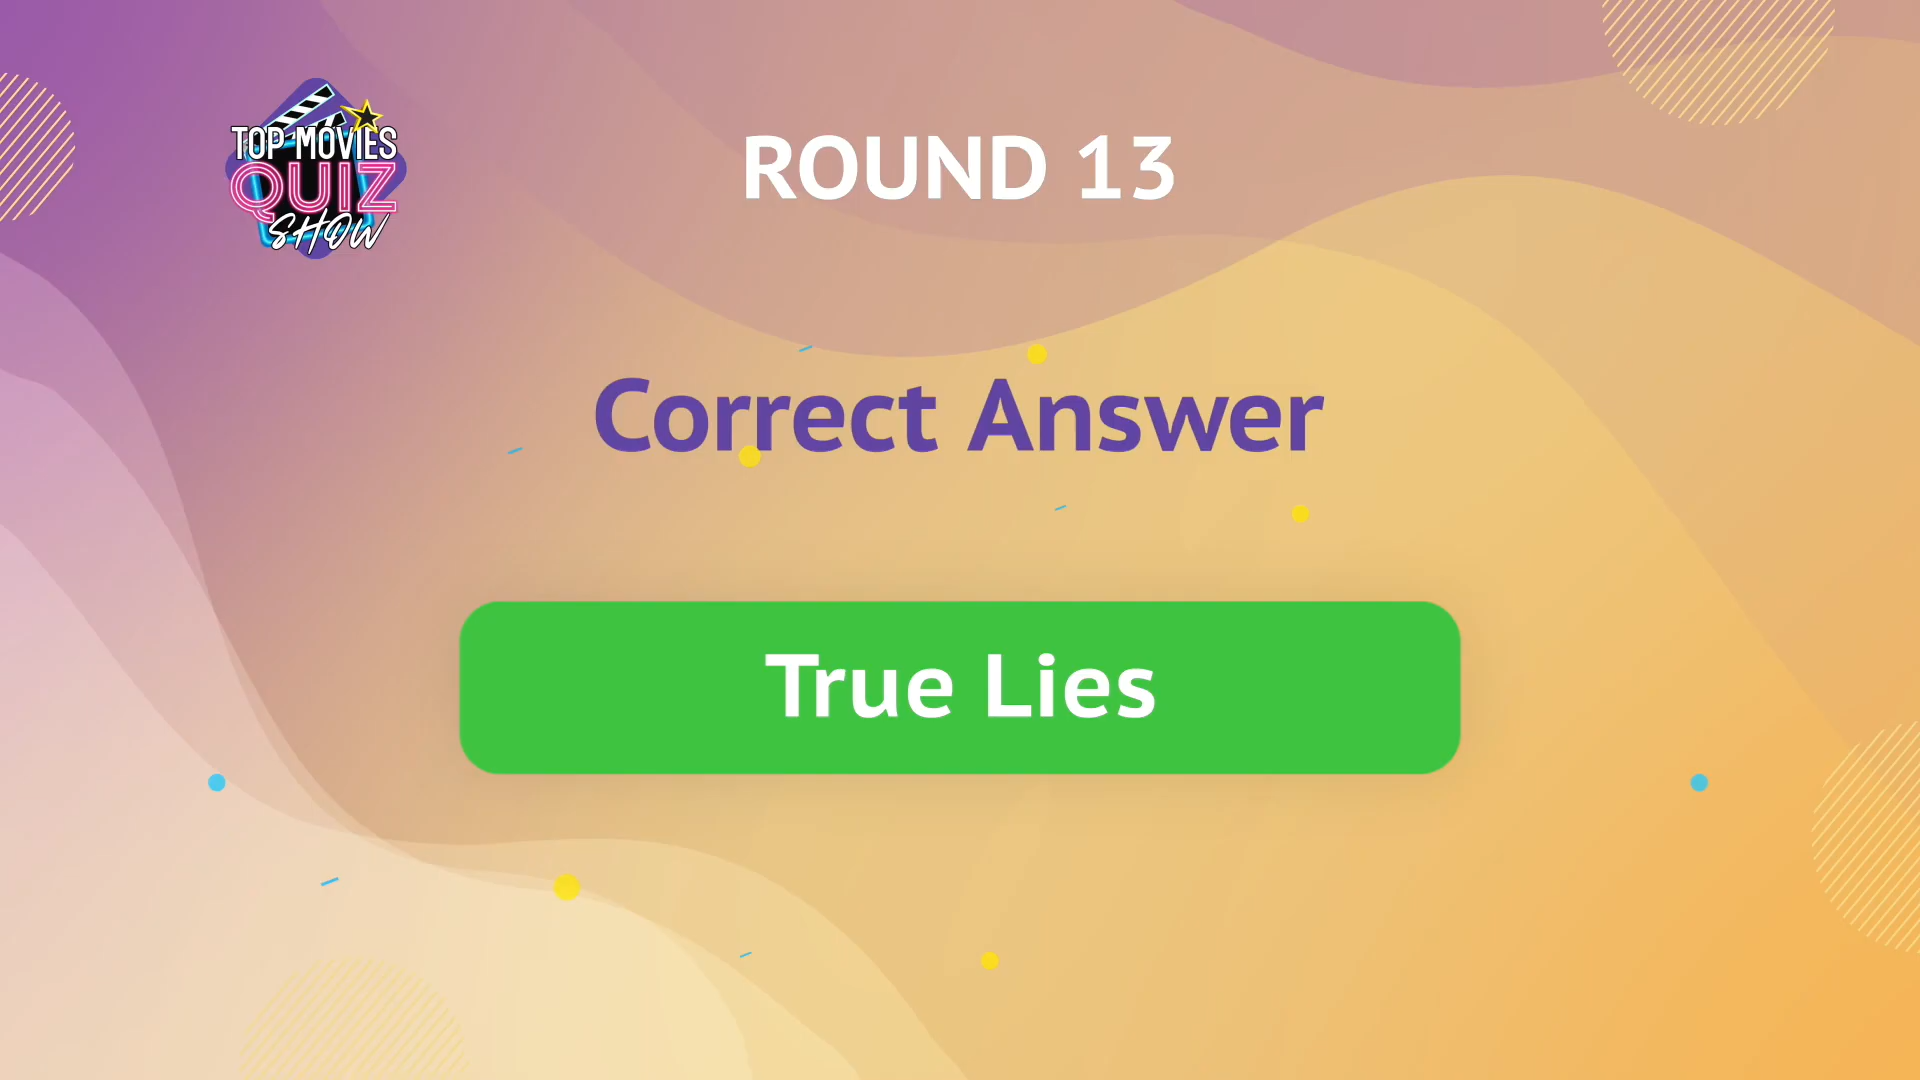 TOP MOVIES
QUIZ
SHOW
ROUND 13
Correct Answer
True Lies